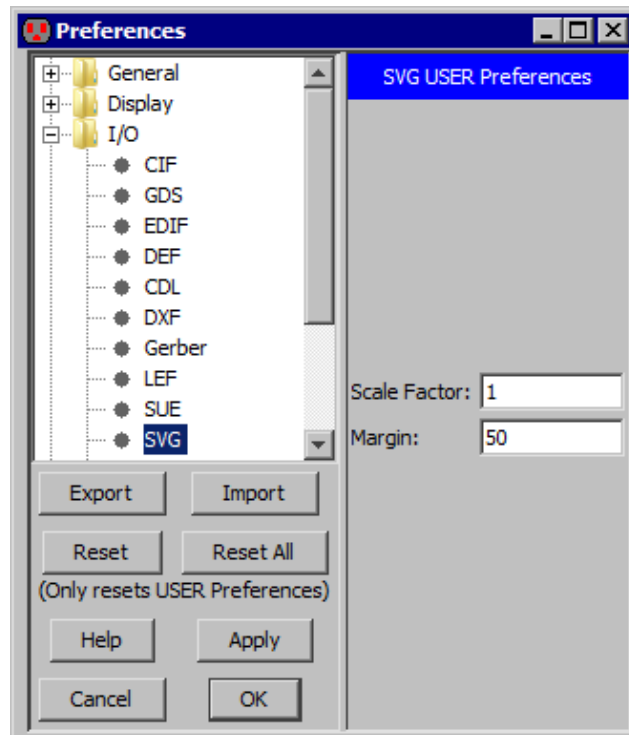 Preferences
General
Display
I/O
CIF
GDS
EDIF
DEF
CDL
DXF
Gerber
LEF
SUE
SVG
Export Import
Reset Reset All
(Only resets USER Preferences)
Help Apply
Cancel OK
SVG USER Preferences
Scale Factor: 1
Margin: 50